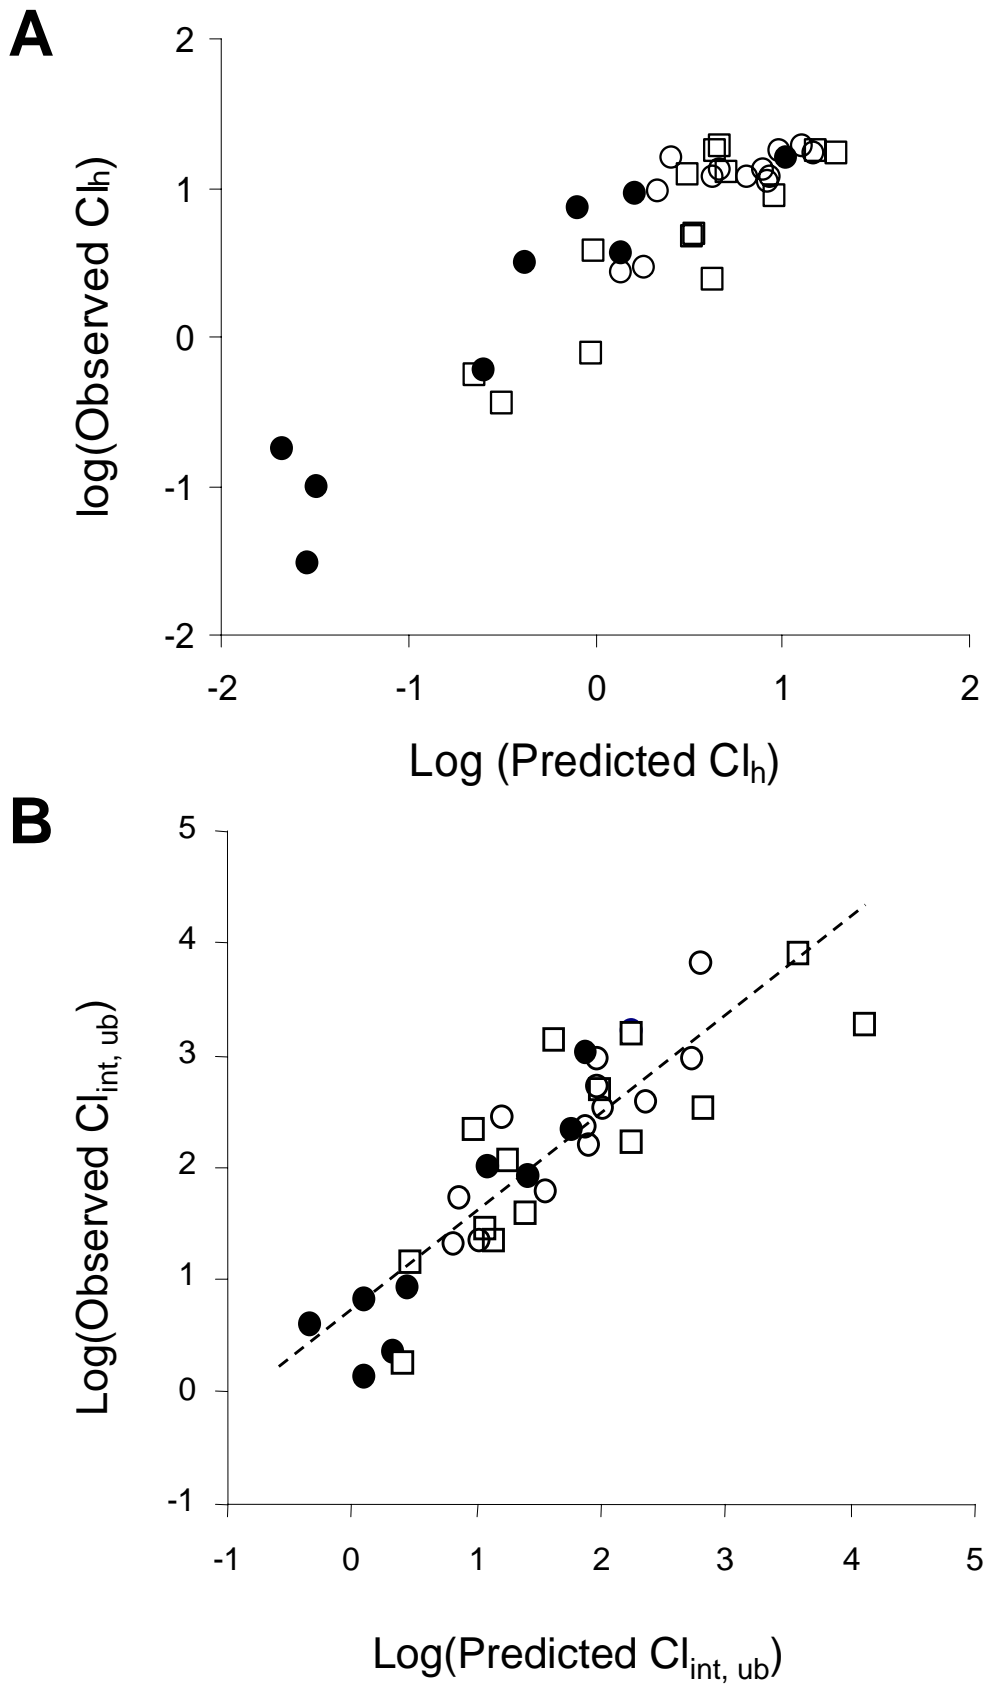 A
2
1
0
-1
-2
log(Observed Clh)
-2 -1 0 1 2
Log (Predicted Clh)
B
5
4
3
2
1
0
-1
Log(Observed Clint, ub)
-1 0 1 2 3 4 5
Log(Predicted Clint, ub)